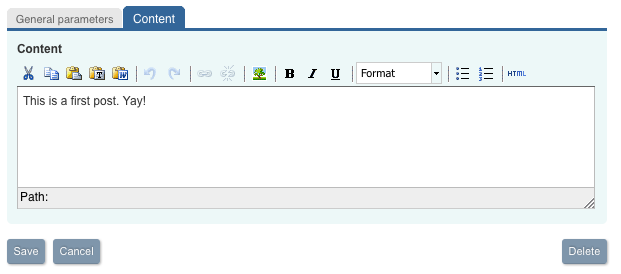 General parameters Content
Content
B I U Format HTML
This is a first post. Yay!
Path:
Save Cancel Delete